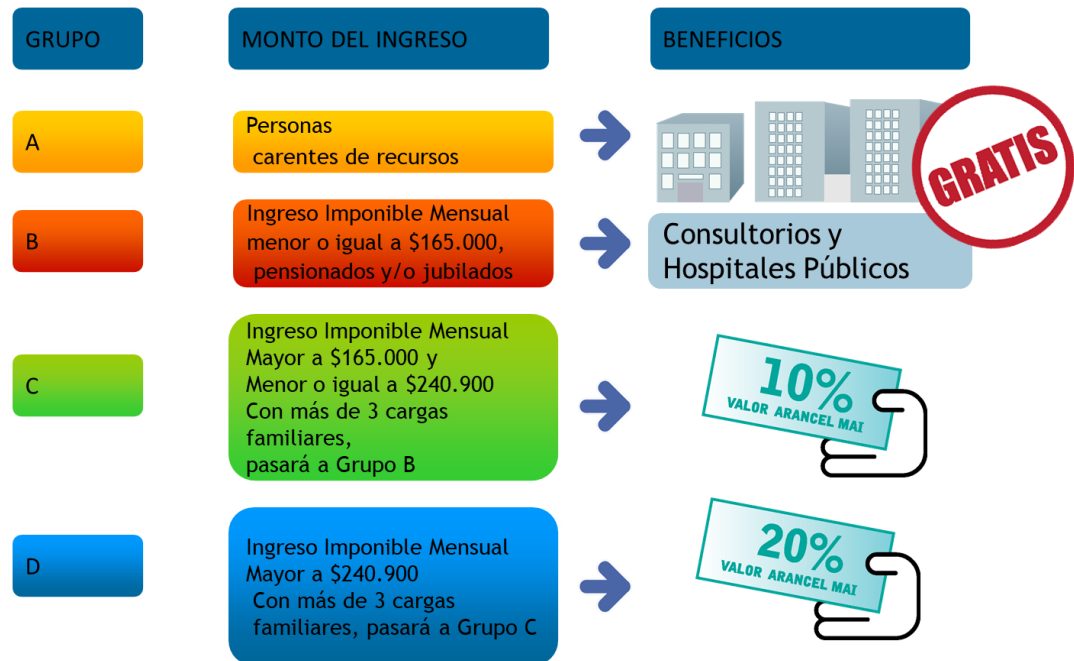 GRUPO
MONTO DEL INGRESO
BENEFICIOS
A
Personas
carentes de recursos
GRATIS
B
Ingreso Imponible Mensual
menor o igual a $165.000,
pensionados y/o jubilados
Consultorios y
Hospitales Públicos
C
Ingreso Imponible Mensual
Mayor a $165.000 y
Menor o igual a $240.900
Con más de 3 cargas
familiares,
pasará a Grupo B
10%
VALOR ARANCEL MAI
D
Ingreso Imponible Mensual
Mayor a $240.900
Con más de 3 cargas
familiares, pasará a Grupo C
20%
VALOR ARANCEL MAI